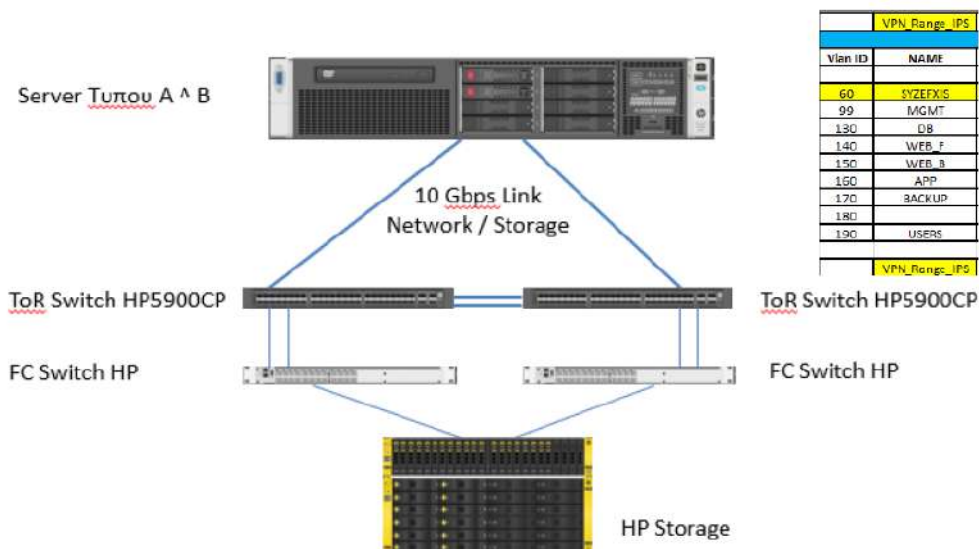 VPN_Range_IPS
Vlan ID NAME
60 SYZEFXIS
99 MGMT
130 DB
140 WEB_F
150 WEB_B
160 APP
170 BACKUP
180
190 USERS
VPN_Range_IPS
Server Τυπου A ^ B
10 Gbps Link
Network / Storage
ToR Switch HP5900CP
ToR Switch HP5900CP
FC Switch HP
FC Switch HP
HP Storage